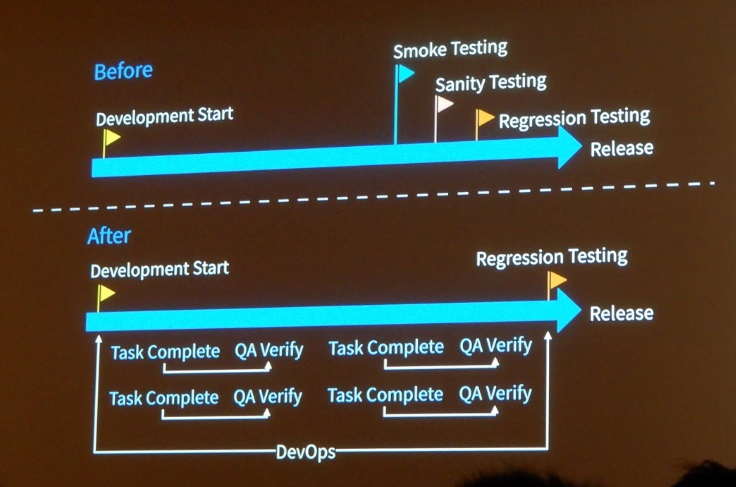 Before
Smoke Testing
Sanity Testing
Development Start
Regression Testing
Release
After
Development Start
Regression Testing
Release
Task Complete QA Verify Task Complete QA Verify
Task Complete QA Verify Task Complete QA Verify
DevOps